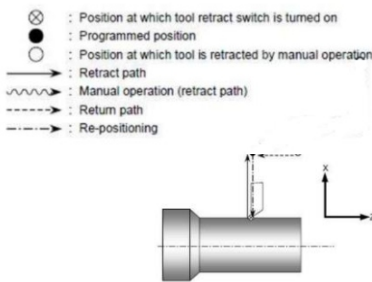 : Position at which tool retract switch is turned on
: Programmed position
: Position at which tool is retracted by manual operation
: Retract path
: Manual operation (retract path)
: Return path
: Re-positioning
X